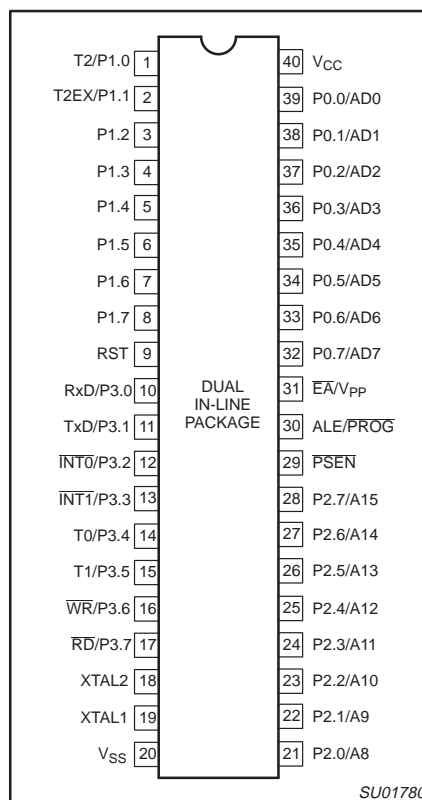 T2/P1.0 1
T2EX/P1.1 2
P1.2 3
P1.3 4
P1.4 5
P1.5 6
P1.6 7
P1.7 8
RST 9
RxD/P3.0 10
TxD/P3.1 11
INT0/P3.2 12
INT1/P3.3 13
T0/P3.4 14
T1/P3.5 15
WR/P3.6 16
RD/P3.7 17
XTAL2 18
XTAL1 19
VSS 20
DUAL
IN-LINE
PACKAGE
40 VCC
39 P0.0/AD0
38 P0.1/AD1
37 P0.2/AD2
36 P0.3/AD3
35 P0.4/AD4
34 P0.5/AD5
33 P0.6/AD6
32 P0.7/AD7
31 EA/VPP
30 ALE/PROG
29 PSEN
28 P2.7/A15
27 P2.6/A14
26 P2.5/A13
25 P2.4/A12
24 P2.3/A11
23 P2.2/A10
22 P2.1/A9
21 P2.0/A8
SU01780